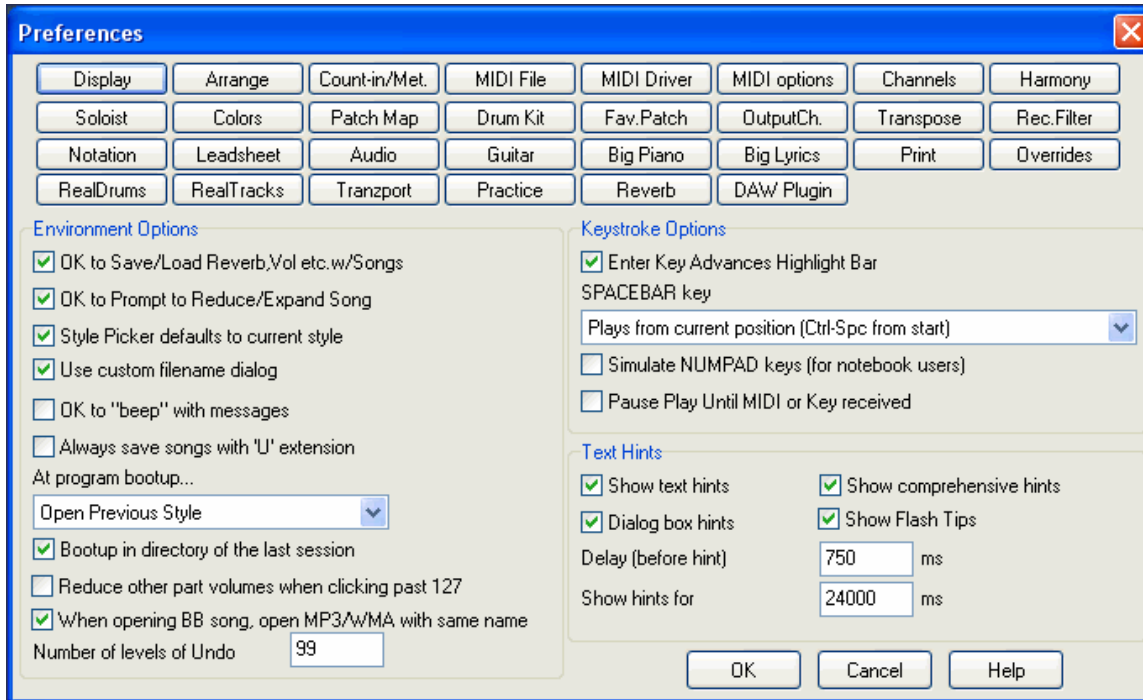 Preferences
Display Arrange Count-in/Met. MIDI File MIDI Driver MIDI options Channels Harmony
Soloist Colors Patch Map Drum Kit Fav.Patch OutputCh. Transpose Rec.Filter
Notation Leadsheet Audio Guitar Big Piano Big Lyrics Print Overrides
RealDrums RealTracks Tranzport Practice Reverb DAW Plugin
Environment Options
OK to Save/Load Reverb,Vol etc.w/Songs
OK to Prompt to Reduce/Expand Song
Style Picker defaults to current style
Use custom filename dialog
OK to "beep" with messages
Always save songs with 'U' extension
At program bootup...
Open Previous Style
Bootup in directory of the last session
Reduce other part volumes when clicking past 127
When opening BB song, open MP3/WMA with same name
Number of levels of Undo 99
Keystroke Options
Enter Key Advances Highlight Bar
SPACEBAR key
Plays from current position (Ctrl-Spc from start)
Simulate NUMPAD keys (for notebook users)
Pause Play Until MIDI or Key received
Text Hints
Show text hints Show comprehensive hints
Dialog box hints Show Flash Tips
Delay (before hint) 750 ms
Show hints for 24000 ms
OK Cancel Help